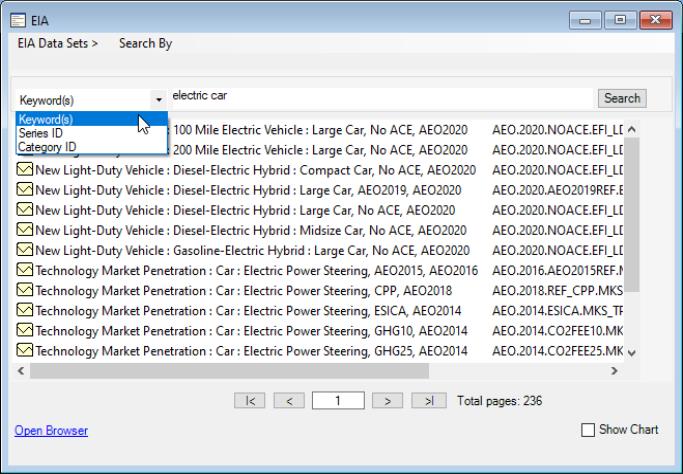 EIA
EIA Data Sets > Search By
Keyword(s) electric car Search
Keyword(s)
Series ID
Category ID
: 100 Mile Electric Vehicle : Large Car, No ACE, AEO2020 AEO.2020.NOACE.EFI_LD
: 200 Mile Electric Vehicle : Large Car, No ACE, AEO2020 AEO.2020.NOACE.EFI_LD
New Light-Duty Vehicle : Diesel-Electric Hybrid : Compact Car, No ACE, AEO2020 AEO.2020.NOACE.EFI_LD
New Light-Duty Vehicle : Diesel-Electric Hybrid : Large Car, AEO2019, AEO2020 AEO.2020.AEO2019REF.E
New Light-Duty Vehicle : Diesel-Electric Hybrid : Large Car, No ACE, AEO2020 AEO.2020.NOACE.EFI_LD
New Light-Duty Vehicle : Diesel-Electric Hybrid : Midsize Car, No ACE, AEO2020 AEO.2020.NOACE.EFI_LD
New Light-Duty Vehicle : Gasoline-Electric Hybrid : Large Car, No ACE, AEO2020 AEO.2020.NOACE.EFI_LD
Technology Market Penetration : Car : Electric Power Steering, AEO2015, AEO2016 AEO.2016.AEO2015REF.M
Technology Market Penetration : Car : Electric Power Steering, CPP, AEO2018 AEO.2018.REF_CPP.MKS
Technology Market Penetration : Car : Electric Power Steering, ESICA, AEO2014 AEO.2014.ESICA.MKS_TF
Technology Market Penetration : Car : Electric Power Steering, GHG10, AEO2014 AEO.2014.CO2FEE10.MK
Technology Market Penetration : Car : Electric Power Steering, GHG25, AEO2014 AEO.2014.CO2FEE25.MK
|< < 1 > >| Total pages: 236
Open Browser Show Chart